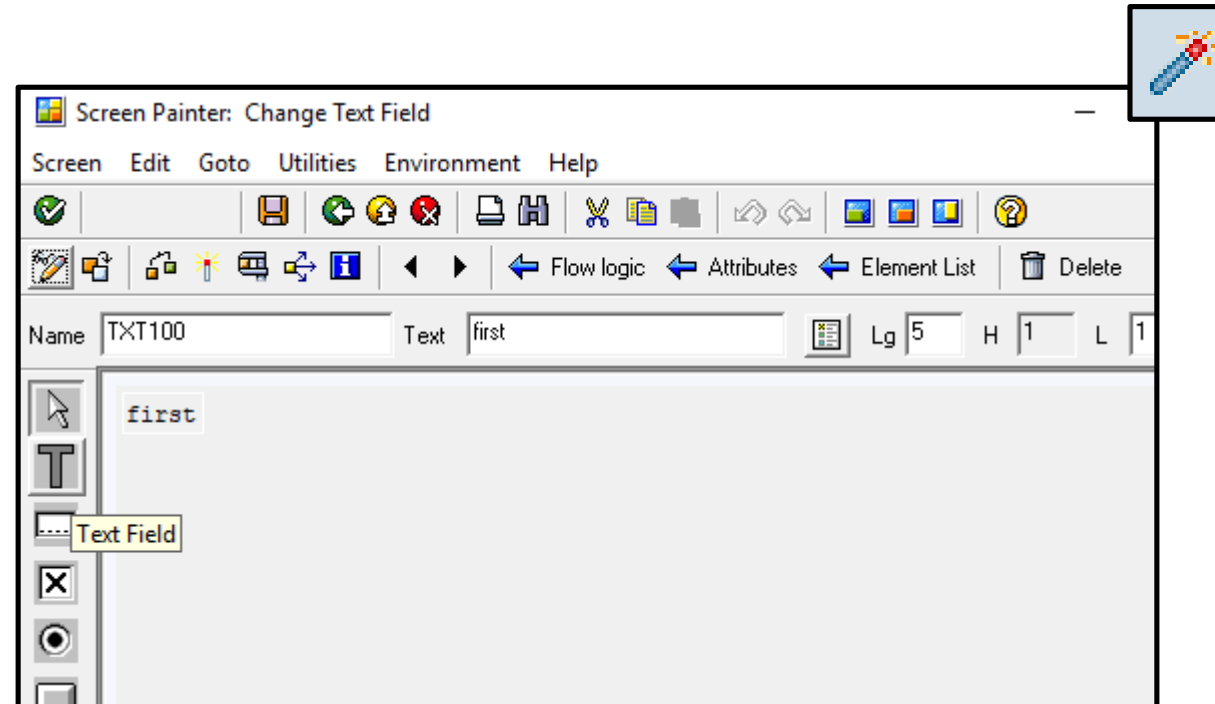 Screen Painter: Change Text Field
Screen Edit Goto Utilities Environment Help
Flow logic Attributes Element List Delete
Name TXT100 Text first Lg 5 H 1 L 1
first
T
Text Field